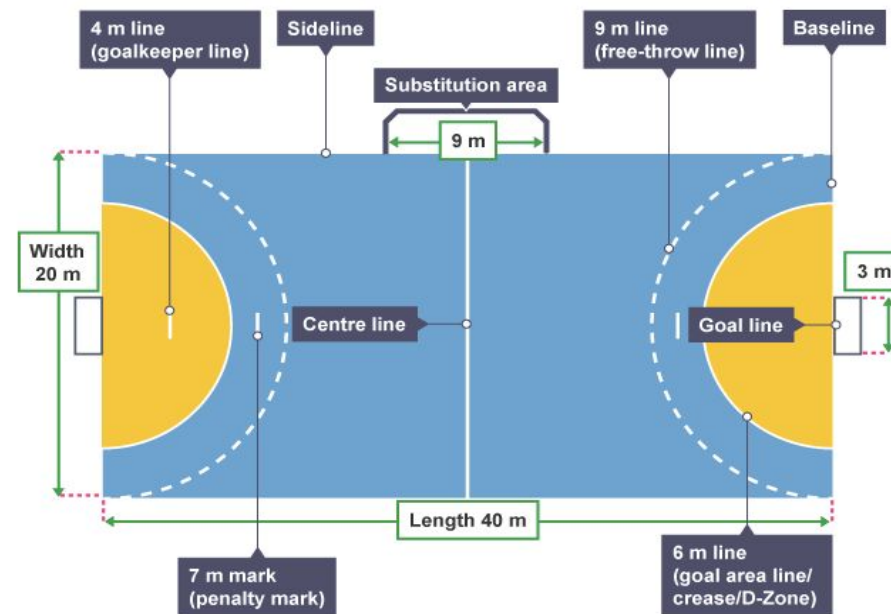 4 m line
(goalkeeper line)
Sideline
9 m line
(free-throw line)
Baseline
Substitution area
9 m
Width
20 m
3 m
Centre line
Goal line
Length 40 m
7 m mark
(penalty mark)
6 m line
(goal area line/
crease/D-Zone)